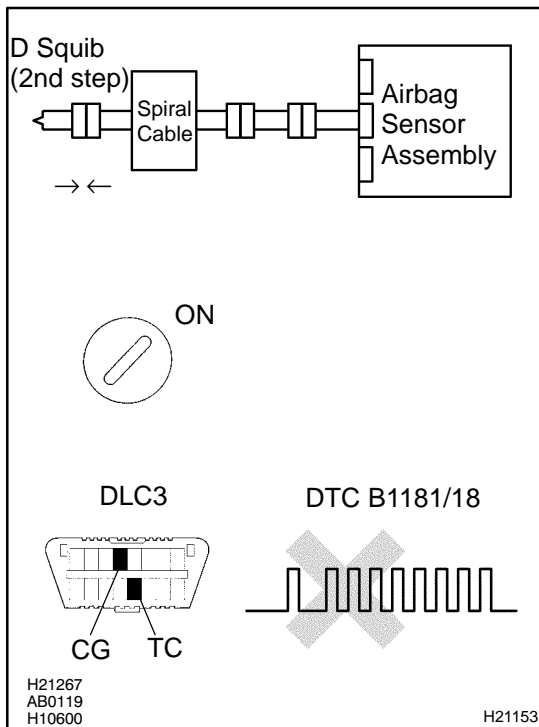 D Squib
(2nd step)
Spiral
Cable
Airbag
Sensor
Assembly
ON
DLC3
DTC B1181/18
CG
TC
H21267
AB0119
H10600
H21153